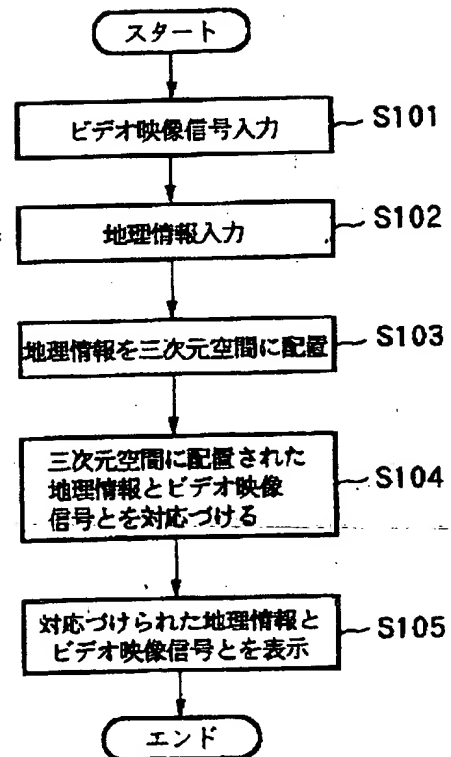 スタート
ビデオ映像信号入力
S101
地理情報入力
S102
地理情報を三次元空間に配置
S103
三次元空間に配置された
地理情報とビデオ映像
信号とを対応づける
S104
対応づけられた地理情報と
ビデオ映像信号とを表示
S105
エンド